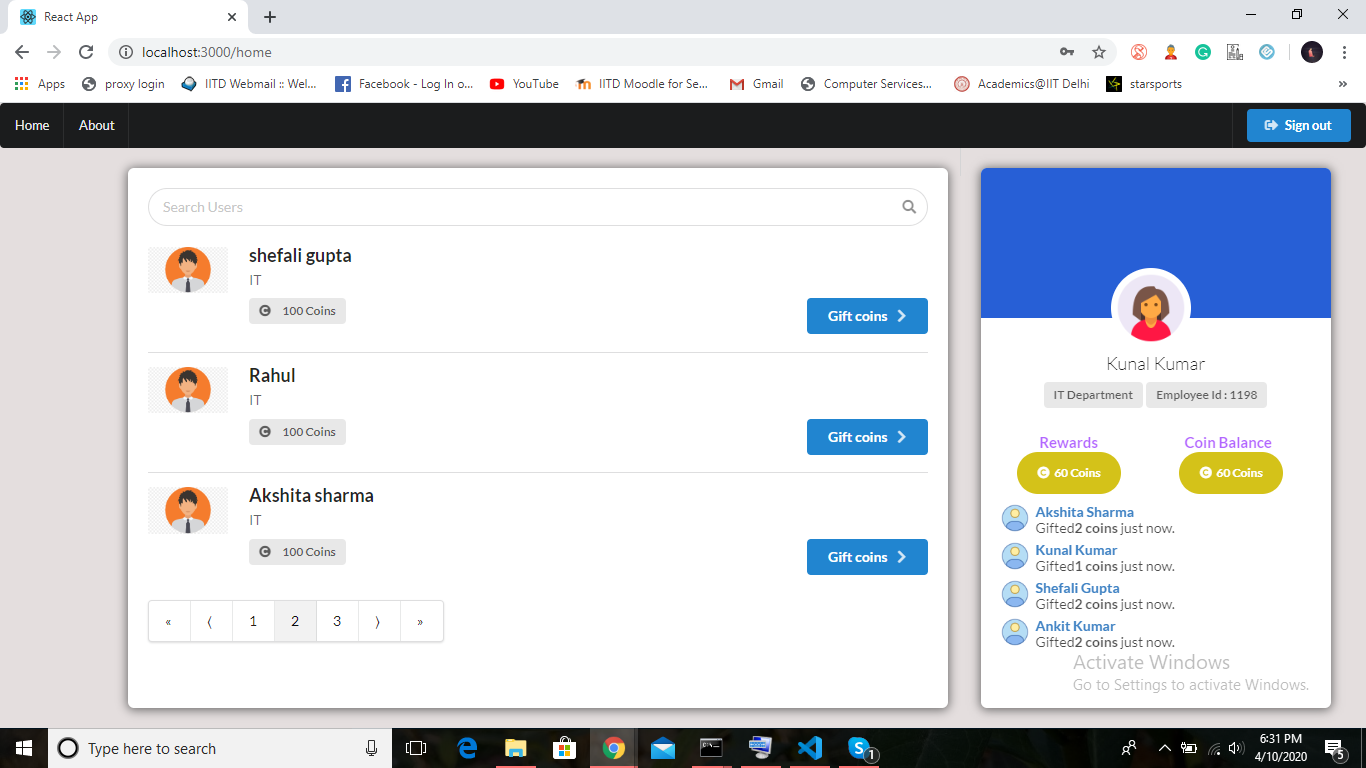 React App
localhost:3000/home
Apps
proxy login
IITD Webmail :: Wel...
Facebook - Log In o...
YouTube
IITD Moodle for Se...
Gmail
Computer Services...
Academics@IIT Delhi
starsports
»
Home
About
Sign out
Search Users
shefali gupta
IT
100 Coins
Gift coins
Rahul
IT
100 Coins
Gift coins
Akshita sharma
IT
100 Coins
Gift coins
« ⟨ 1 2 3 ⟩ »
Kunal Kumar
IT Department
Employee Id : 1198
Rewards
60 Coins
Coin Balance
60 Coins
Akshita Sharma
Gifted2 coins just now.
Kunal Kumar
Gifted1 coins just now.
Shefali Gupta
Gifted2 coins just now.
Ankit Kumar
Gifted2 coins just now.
Activate Windows
Go to Settings to activate Windows.
Type here to search
1
6:31 PM
4/10/2020
5